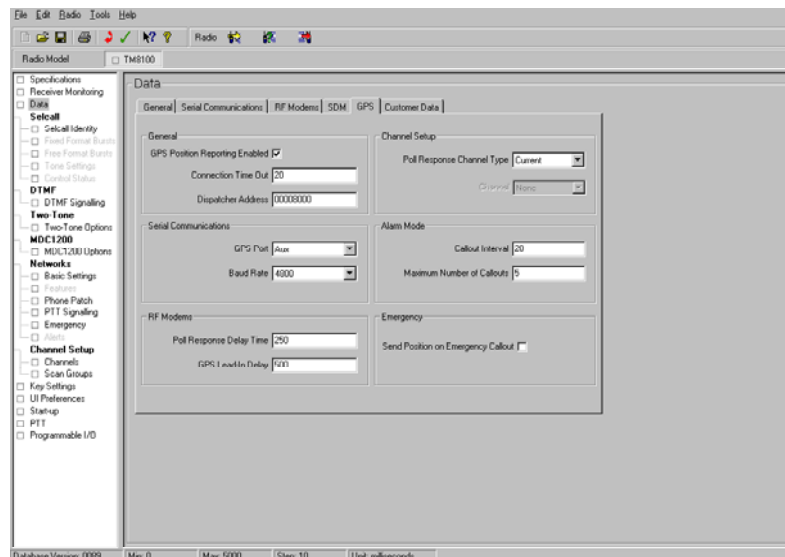 File Edit Radio Tools Help
Radio
Radio Model TM8100
Specifications
Receiver Monitoring
Data
Selcall
Selcall Identity
Fixed Format Bursts
Free Format Bursts
Tone Settings
Control Status
DTMF
DTMF Signaling
Two-Tone
Two-Tone Options
MDC1200
MDC1200 Options
Networks
Basic Settings
Features
Phone Patch
PTT Signalling
Emergency
Alerts
Channel Setup
Channels
Scan Groups
Key Settings
UI Preferences
Start-up
PTT
Programmable I/O
Data
General Serial Communications RF Modems SDM GPS Customer Data
General
GPS Position Reporting Enabled
Connection Time Out 20
Dispatcher Address 00008000
Channel Setup
Poll Response Channel Type Current
Channel None
Serial Communications
GPS Port Aux
Baud Rate 4800
Alarm Mode
Callout Interval 20
Maximum Number of Callouts 5
RF Modems
Poll Response Delay Time 250
GPS Lead-In Delay 500
Emergency
Send Position on Emergency Callout
Database Version: 0099 Min: 0 Max: 5000 Step: 10 Unit: milliseconds